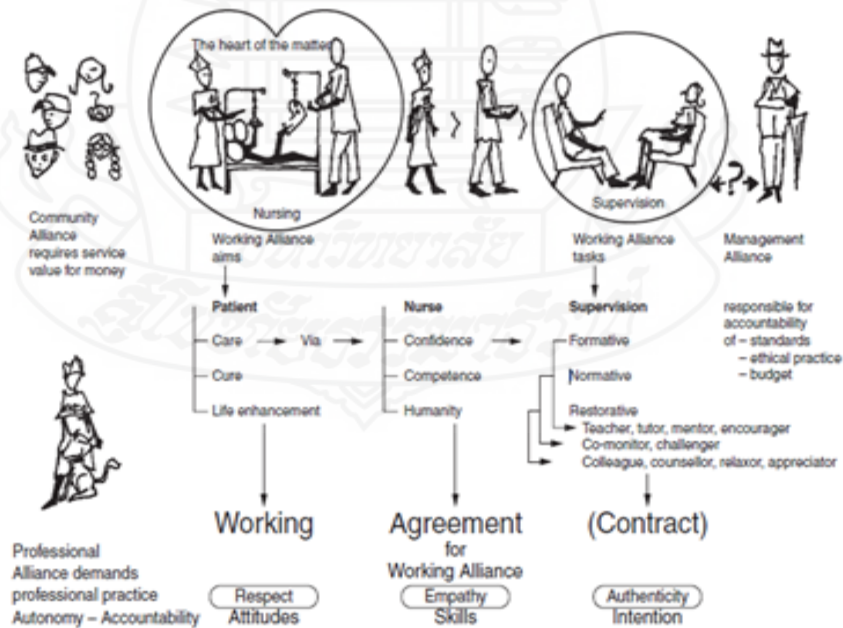 The heart of the matter
Nursing
Supervision
Community
Alliance
requires service
value for money
Working Alliance
aims
Working Alliance
tasks
Management
Alliance
Patient
Care
Via
Cure
Life enhancement
Nurse
Confidence
Competence
Humanity
Supervision
Formative
Normative
Restorative
Teacher, tutor, mentor, encourager
Co-monitor, challenger
Colleague, counsellor, relaxor, appreciator
responsible for
accountability
of – standards
– ethical practice
– budget
?
Professional
Alliance demands
professional practice
Autonomy – Accountability
Working
Agreement
for
Working Alliance
(Contract)
Respect
Attitudes
Empathy
Skills
Authenticity
Intention